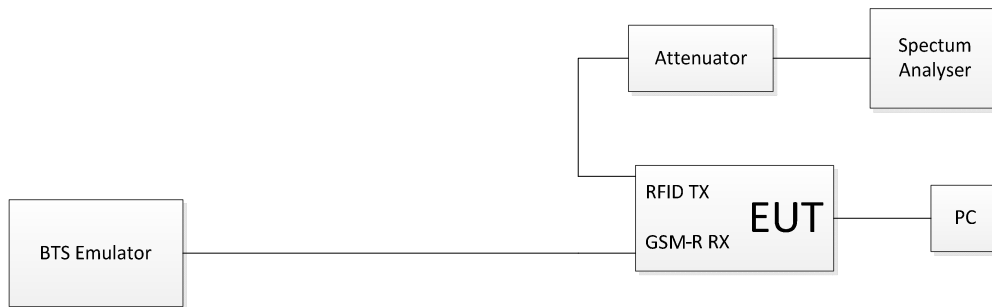 Attenuator
Spectum
Analyser
RFID TX
EUT
GSM-R RX
PC
BTS Emulator